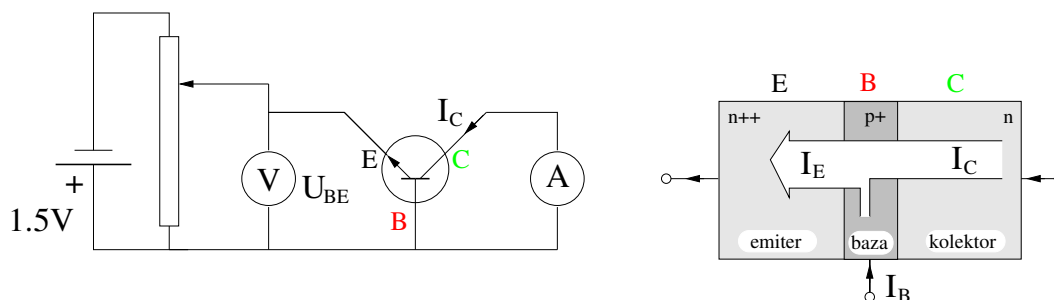 E
B
C
n++
p+
n
I_C
E
C
V
U_BE
A
I_E
I_C
+
1.5V
B
emiter
baza
kolektor
I_B